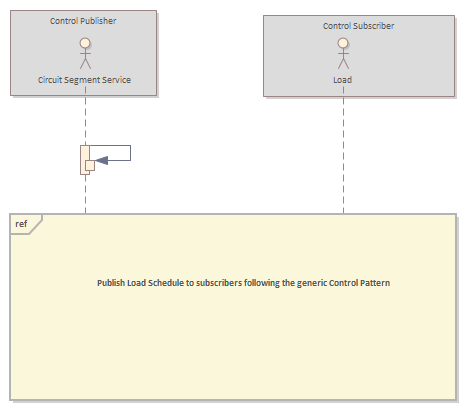 Control Publisher
Circuit Segment Service
Control Subscriber
Load
ref
Publish Load Schedule to subscribers following the generic Control Pattern